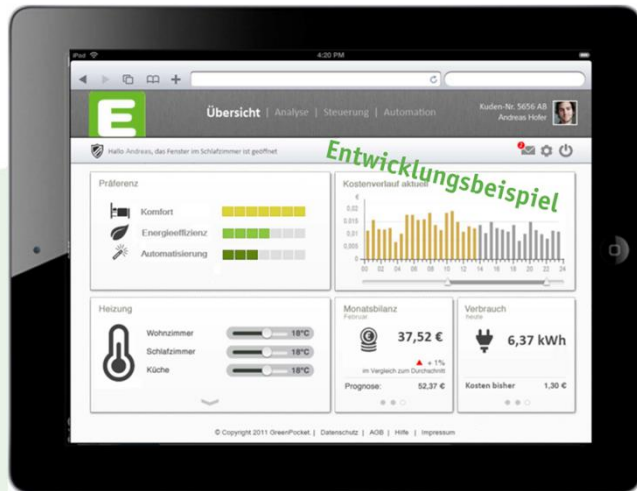 iPad
4:20 PM
E
Übersicht | Analyse | Steuerung | Automation
Kuden-Nr. 5656 AB
Andreas Hofer
Hallo Andreas, das Fenster im Schlafzimmer ist geöffnet
2
Entwicklungsbeispiel
Präferenz
Komfort
Energieeffizienz
Automatisierung
Kostenverlauf aktuell
€
0,02
0,015
0,01
0,005
0
00 02 04 06 08 10 12 14 16 18 20 22 24
Heizung
Wohnzimmer 18°C
Schlafzimmer 18°C
Küche 18°C
Monatsbilanz
Februar
€
37,52 €
+ 1%
im Vergleich zum Durchschnitt
Prognose: 52,37 €
Verbrauch
heute
6,37 kWh
Kosten bisher 1,30 €
© Copyright 2011 GreenPocket | Datenschutz | AGB | Hilfe | Impressum